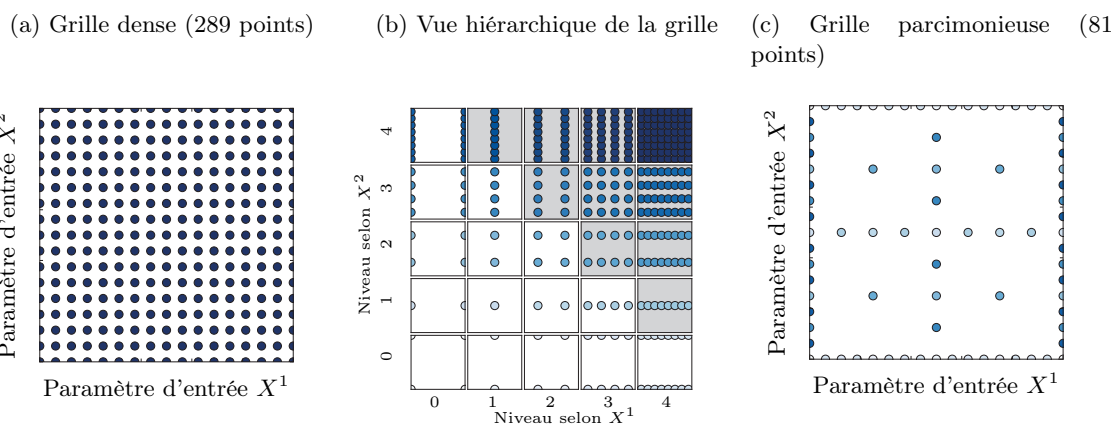 (a) Grille dense (289 points)
(b) Vue hiérarchique de la grille
(c) Grille parcimonieuse (81
points)
Paramètre d'entrée X²
Paramètre d'entrée X¹
Niveau selon X²
4
3
2
1
0
0 1 2 3 4
Niveau selon X¹
Paramètre d'entrée X²
Paramètre d'entrée X¹